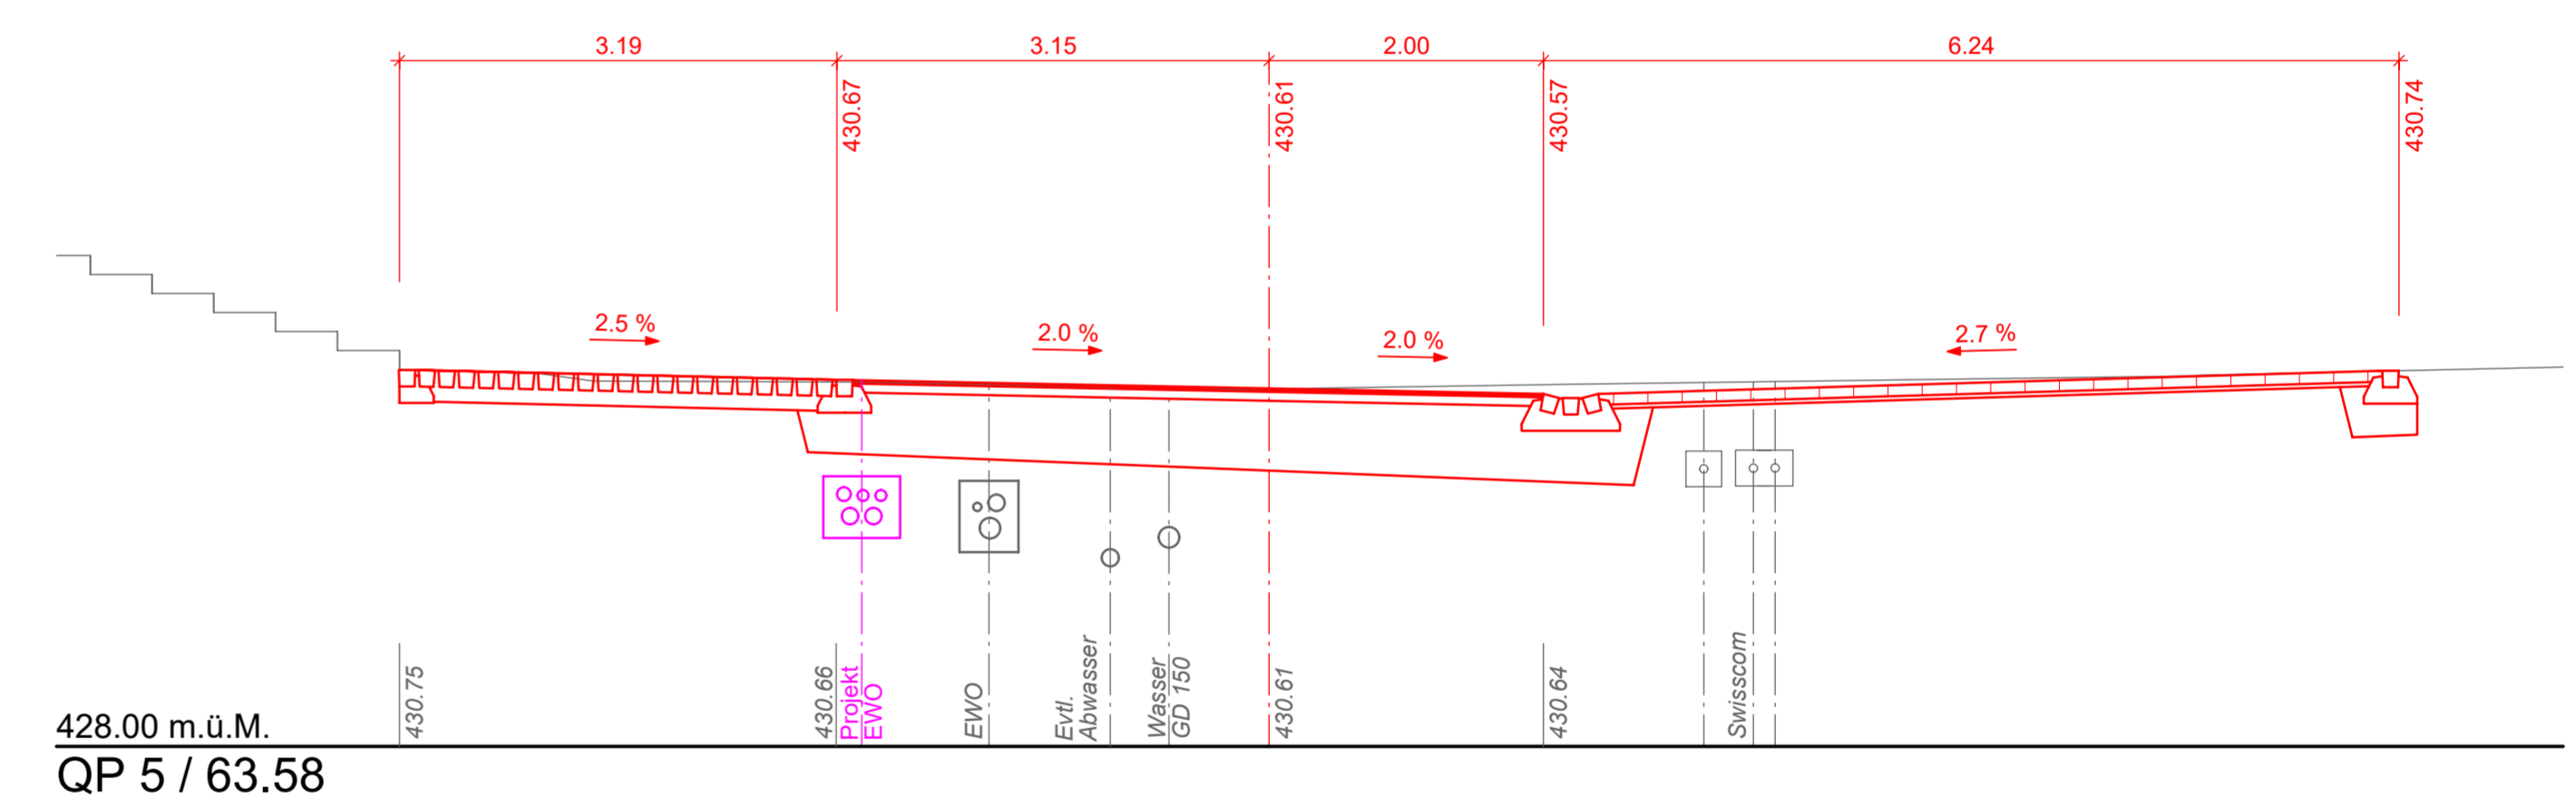 3.19
3.15
2.00
6.24
430.67
430.61
430.57
430.74
2.5 %
2.0 %
2.0 %
2.7 %
430.75
430.66
Projekt
EWO
EWO
Evtl.
Abwasser
Wasser
GD 150
430.61
430.64
Swisscom
428.00 m.ü.M.
QP 5 / 63.58